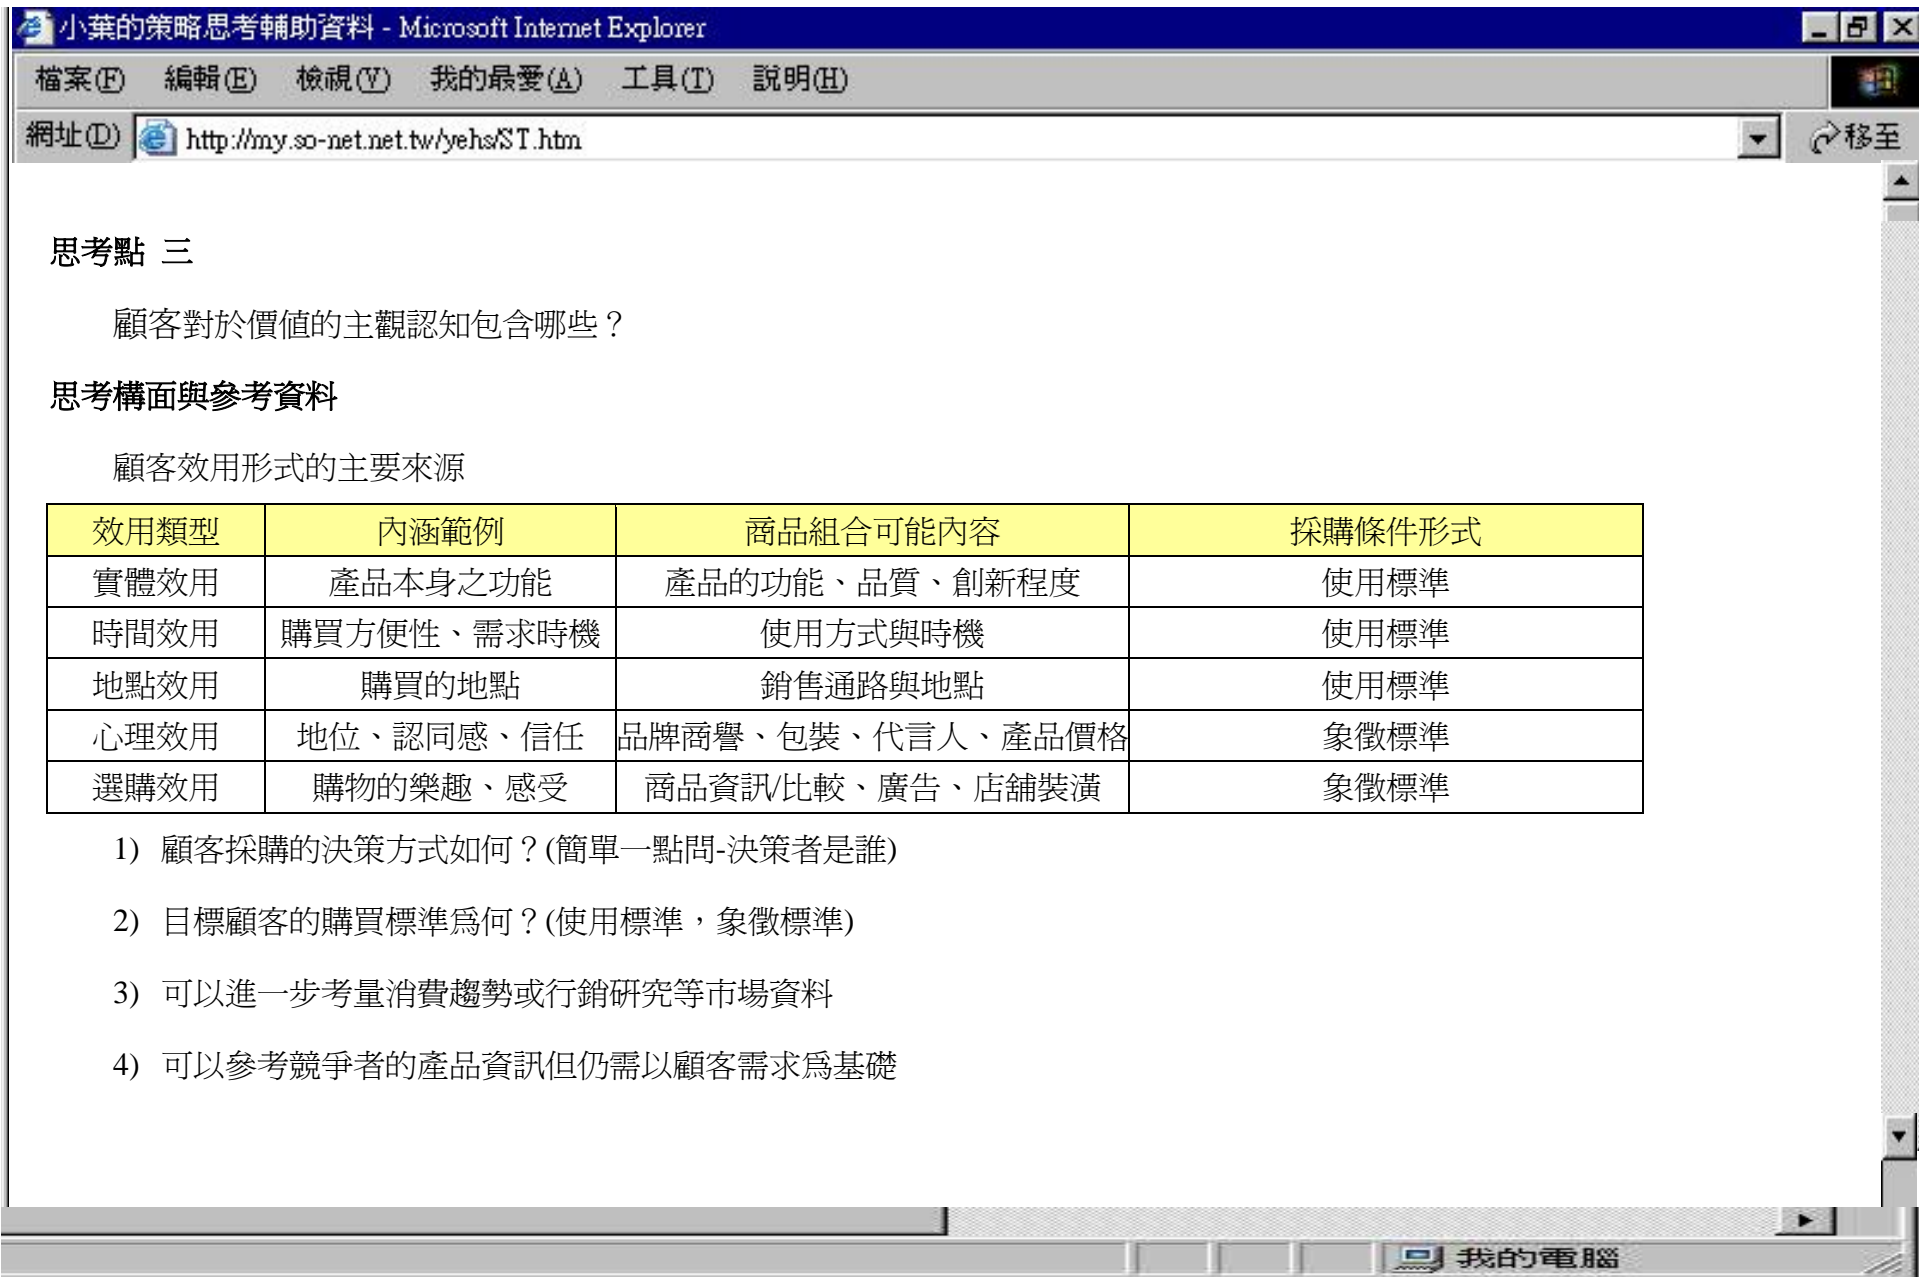 小葉的策略思考輔助資料 - Microsoft Internet Explorer
檔案(F) 編輯(E) 檢視(V) 我的最愛(A) 工具(T) 說明(H)
網址(D) http://my.so-net.net.tw/yehs/ST.htm 移至
思考點 三
顧客對於價值的主觀認知包含哪些？
思考構面與參考資料
顧客效用形式的主要來源
效用類型 內涵範例 商品組合可能內容 採購條件形式
實體效用 產品本身之功能 產品的功能、品質、創新程度 使用標準
時間效用 購買方便性、需求時機 使用方式與時機 使用標準
地點效用 購買的地點 銷售通路與地點 使用標準
心理效用 地位、認同感、信任 品牌商譽、包裝、代言人、產品價格 象徵標準
選購效用 購物的樂趣、感受 商品資訊/比較、廣告、店舖裝潢 象徵標準
1) 顧客採購的決策方式如何？(簡單一點問-決策者是誰)
2) 目標顧客的購買標準為何？(使用標準，象徵標準)
3) 可以進一步考量消費趨勢或行銷研究等市場資料
4) 可以參考競爭者的產品資訊但仍需以顧客需求為基礎
我的電腦